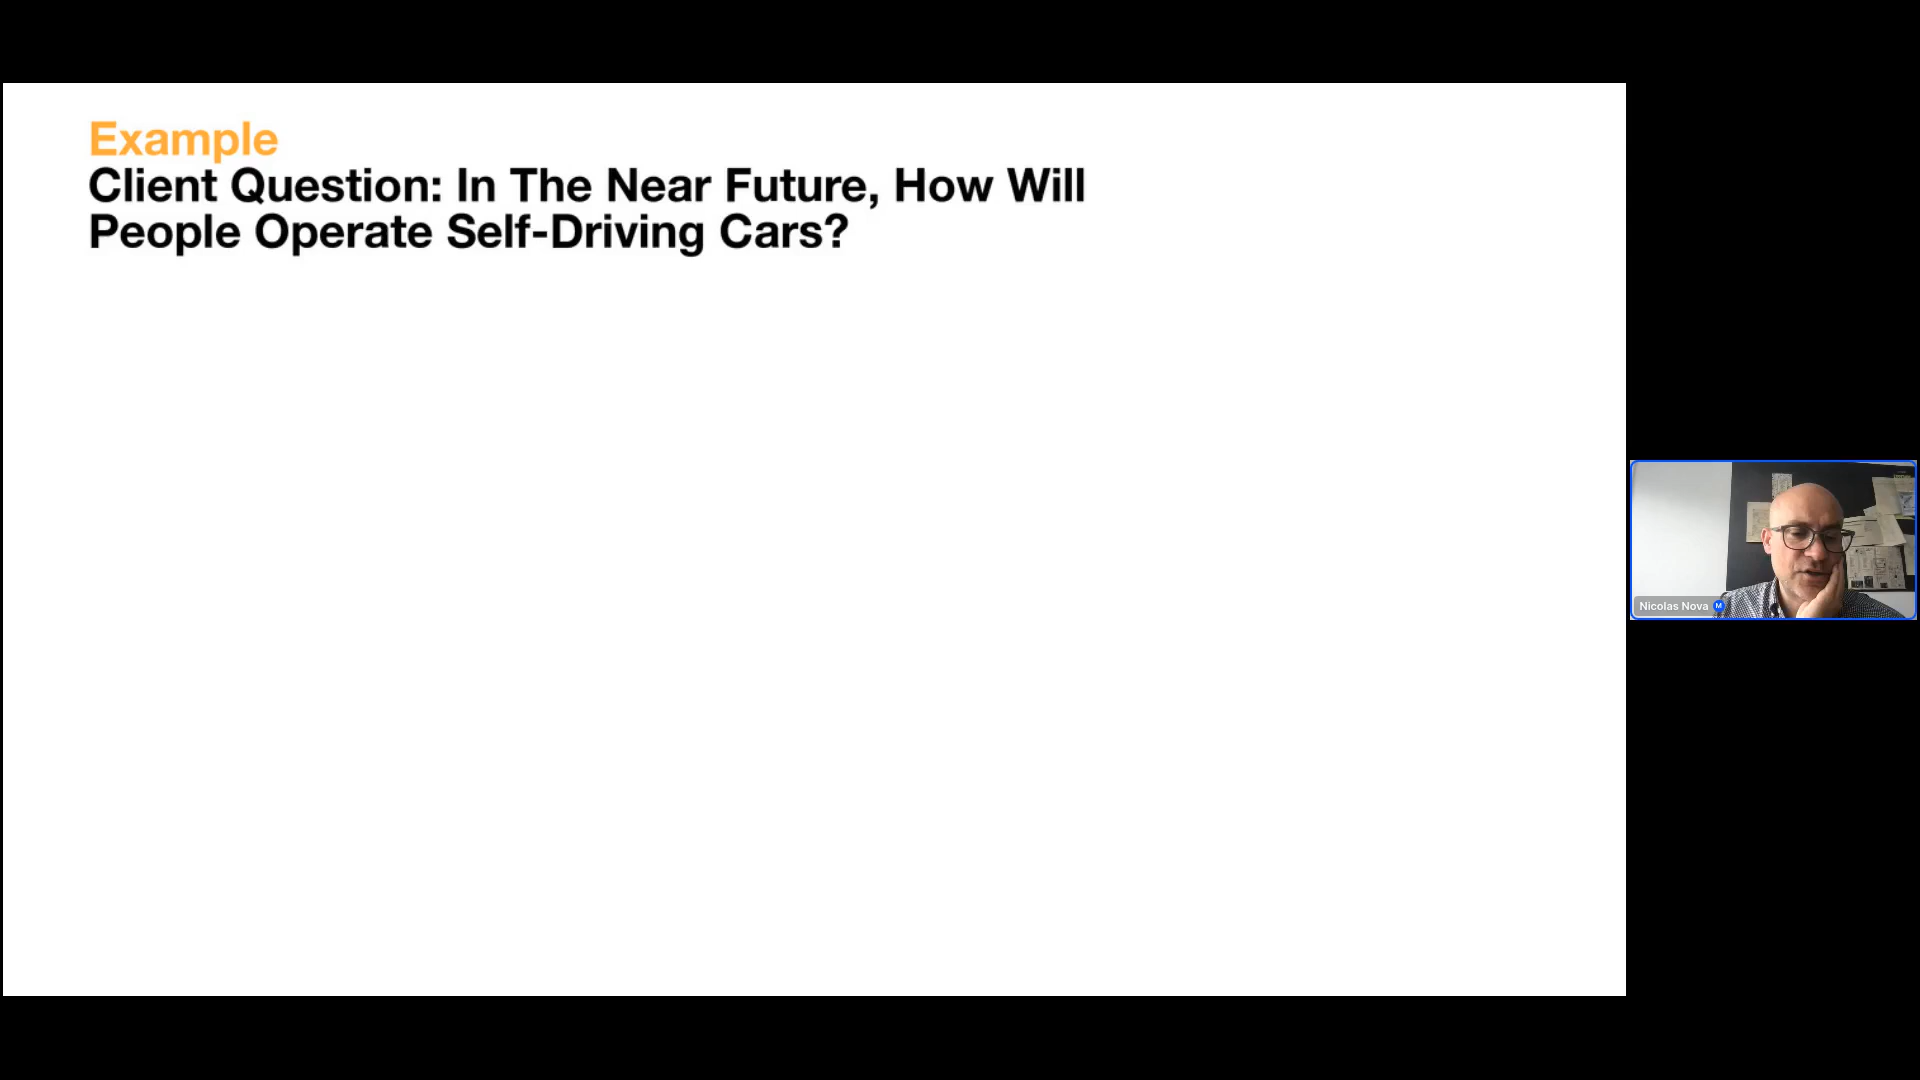 Example
Client Question: In The Near Future, How Will
People Operate Self-Driving Cars?
Nicolas Nova M